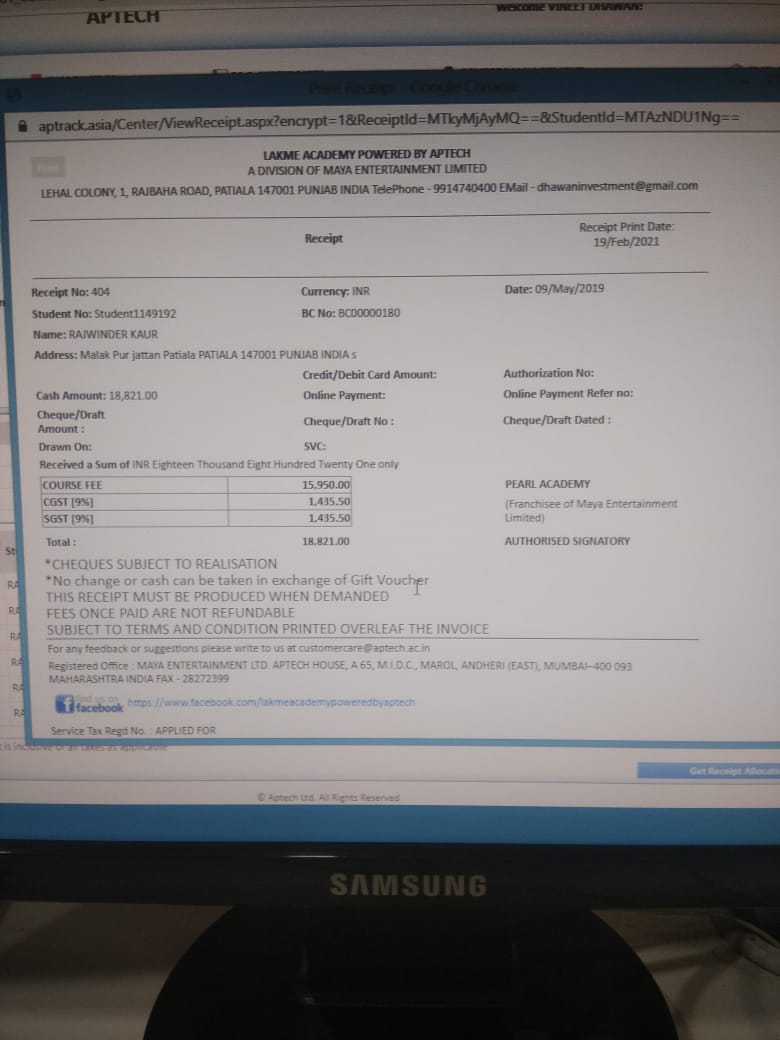 APTECH
Welcome VINEET DHAWAN!
Print Receipt - Google Chrome
aptrack.asia/Center/ViewReceipt.aspx?encrypt=1&ReceiptId=MTkyMjAyMQ==&StudentId=MTAzNDU1Ng==
Print
LAKME ACADEMY POWERED BY APTECH
A DIVISION OF MAYA ENTERTAINMENT LIMITED
LEHAL COLONY, 1, RAJBAHA ROAD, PATIALA 147001 PUNJAB INDIA TelePhone - 9914740400 EMail - dhawaninvestment@gmail.com
Receipt
Receipt Print Date:
19/Feb/2021
Receipt No: 404 Currency: INR Date: 09/May/2019
Student No: Student1149192 BC No: BC00000180
Name: RAJWINDER KAUR
Address: Malak Pur jattan Patiala PATIALA 147001 PUNJAB INDIA s
Credit/Debit Card Amount: Authorization No:
Cash Amount: 18,821.00 Online Payment: Online Payment Refer no:
Cheque/Draft
Amount : Cheque/Draft No : Cheque/Draft Dated :
Drawn On: SVC:
Received a Sum of INR Eighteen Thousand Eight Hundred Twenty One only
COURSE FEE 15,950.00 PEARL ACADEMY
CGST [9%] 1,435.50 (Franchisee of Maya Entertainment
SGST [9%] 1,435.50 Limited)
Total : 18,821.00 AUTHORISED SIGNATORY
*CHEQUES SUBJECT TO REALISATION
*No change or cash can be taken in exchange of Gift Voucher
THIS RECEIPT MUST BE PRODUCED WHEN DEMANDED
FEES ONCE PAID ARE NOT REFUNDABLE
SUBJECT TO TERMS AND CONDITION PRINTED OVERLEAF THE INVOICE
For any feedback or suggestions please write to us at customercare@aptech.ac.in
Registered Office : MAYA ENTERTAINMENT LTD. APTECH HOUSE, A 65, M.I.D.C., MAROL, ANDHERI (EAST), MUMBAI-400 093
MAHARASHTRA INDIA FAX - 28272399
find us on
facebook https://www.facebook.com/lakmeacademypoweredbyaptech
Service Tax Regd No. : APPLIED FOR
St
RA
RA
RA
RA
RA
RA
is inclusive of all taxes as applicable
Get Receipt Allocati
© Aptech Ltd. All Rights Reserved
SAMSUNG